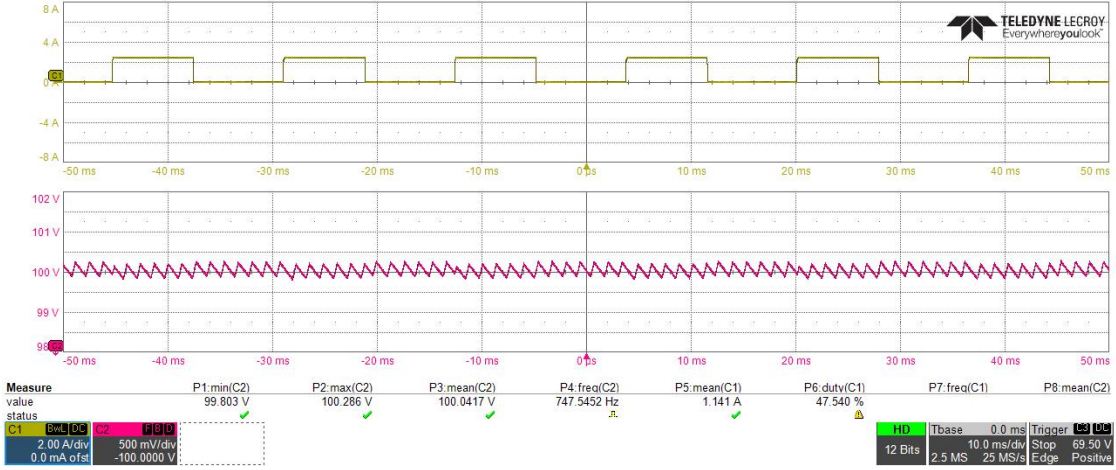 8 A
TELEDYNE LECROY
Everywhereyoulook™
4 A
C1
0 A
-4 A
-8 A
-50 ms -40 ms -30 ms -20 ms -10 ms 0 µs 10 ms 20 ms 30 ms 40 ms 50 ms
102 V
101 V
100 V
99 V
98 C2
-50 ms -40 ms -30 ms -20 ms -10 ms 0 µs 10 ms 20 ms 30 ms 40 ms 50 ms
Measure P1:min(C2) P2:max(C2) P3:mean(C2) P4:freq(C2) P5:mean(C1) P6:duty(C1) P7:freq(C1) P8:mean(C2)
value 99.803 V 100.286 V 100.0417 V 747.5452 Hz 1.141 A 47.540 %
status
C1 BwL DC C2 F B D HD Tbase 0.0 ms Trigger C3 DC
2.00 A/div 500 mV/div 12 Bits 10.0 ms/div Stop 69.50 V
0.0 mA ofst -100.0000 V 2.5 MS 25 MS/s Edge Positive